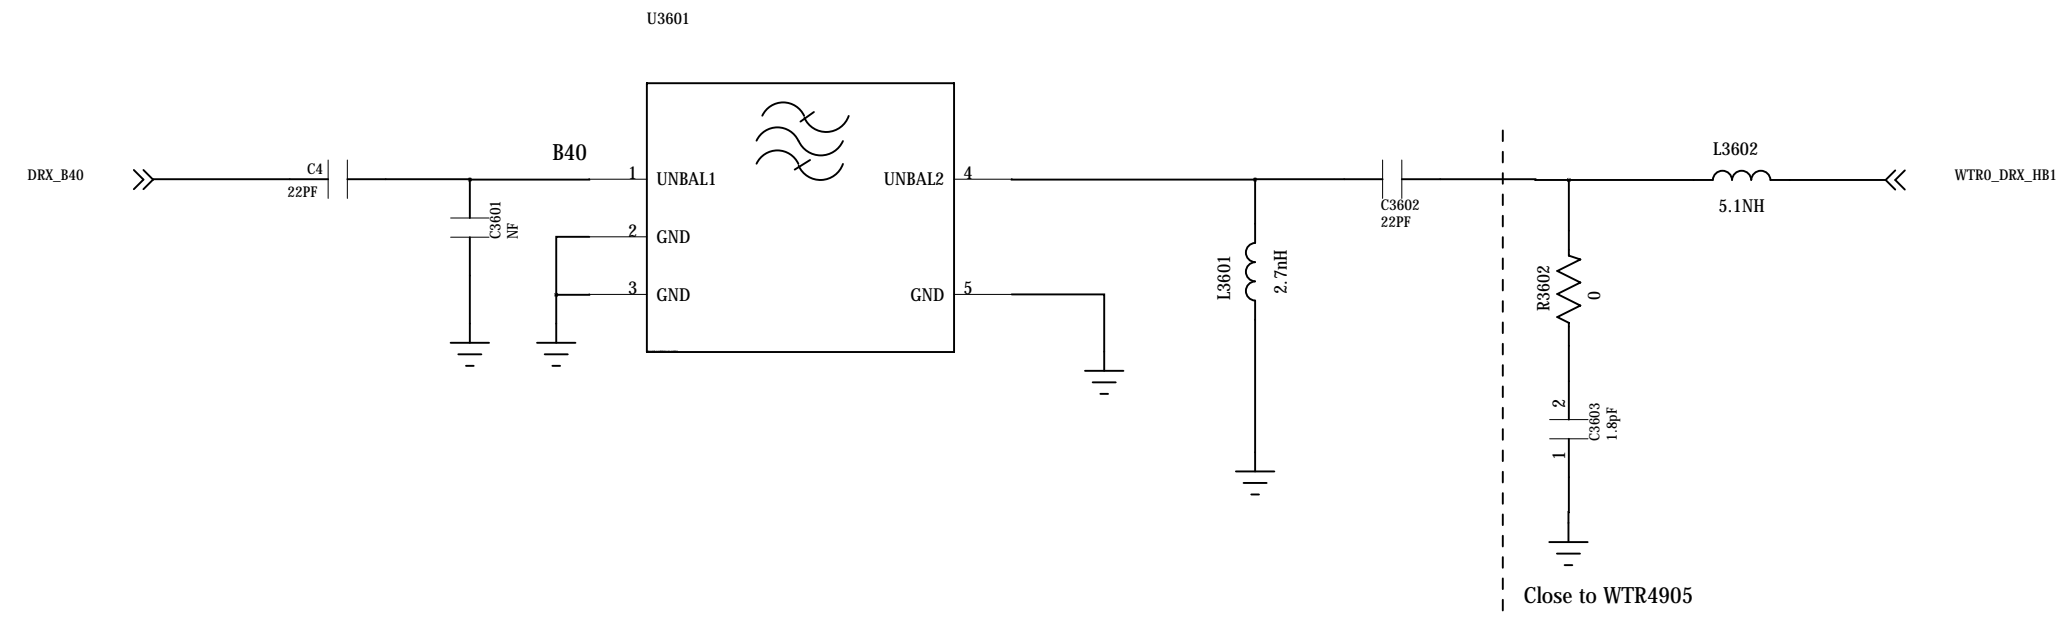 U3601
DRX_B40
C4
22PF
C3601
NF
B40
1
UNBAL1
2
GND
3
GND
UNBAL2
4
GND
5
L3601
2.7nH
C3602
22PF
R3602
0
2
C3603
1.8pF
1
L3602
5.1NH
WTR0_DRX_HB1
Close to WTR4905